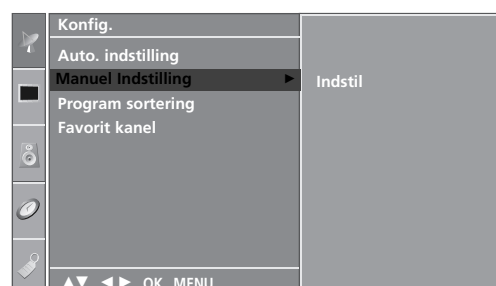 Konfig.
Auto. indstilling
Manuel Indstilling ►
Indstil
Program sortering
Favorit kanel
▲▼ ◄► OK MENU